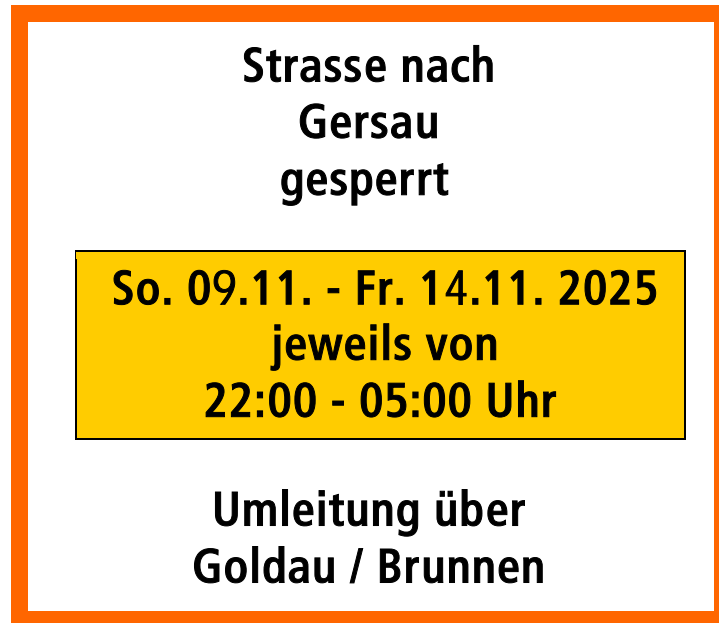 Strasse nach
Gersau
gesperrt
So. 09.11. - Fr. 14.11. 2025
jeweils von
22:00 - 05:00 Uhr
Umleitung über
Goldau / Brunnen